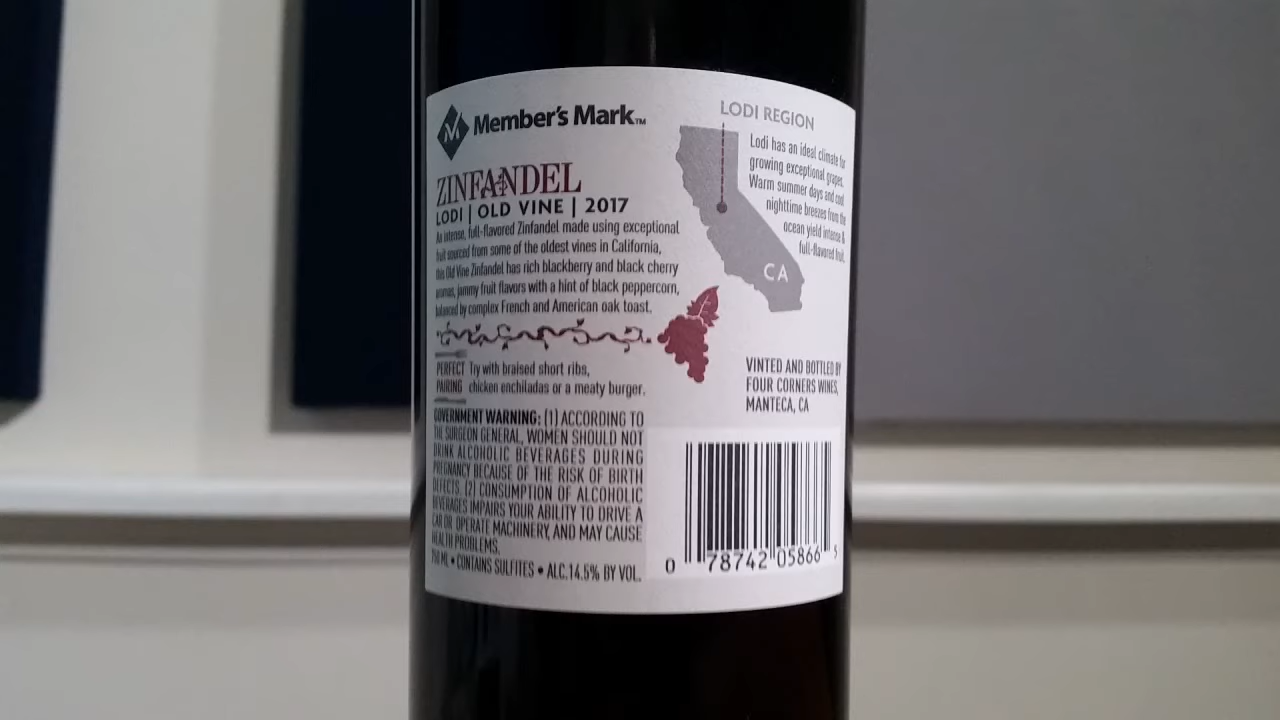 Member's Mark™
ZINFANDEL
LODI | OLD VINE | 2017
An intense, full-flavored Zinfandel made using exceptional
fruit sourced from some of the oldest vines in California,
this Old Vine Zinfandel has rich blackberry and black cherry
aromas, jammy fruit flavors with a hint of black peppercorn,
balanced by complex French and American oak toast.
LODI REGION
Lodi has an ideal climate for
growing exceptional grapes.
Warm summer days and cool
nighttime breezes from the
ocean yield intense &
full-flavored fruit.
CA
PERFECT Try with braised short ribs,
PAIRING chicken enchiladas or a meaty burger.
VINTED AND BOTTLED BY
FOUR CORNERS WINES,
MANTECA, CA
GOVERNMENT WARNING: (1) ACCORDING TO
THE SURGEON GENERAL, WOMEN SHOULD NOT
DRINK ALCOHOLIC BEVERAGES DURING
PREGNANCY BECAUSE OF THE RISK OF BIRTH
DEFECTS. (2) CONSUMPTION OF ALCOHOLIC
BEVERAGES IMPAIRS YOUR ABILITY TO DRIVE A
CAR OR OPERATE MACHINERY, AND MAY CAUSE
HEALTH PROBLEMS.
750 ML • CONTAINS SULFITES • ALC.14.5% BY VOL.
0 78742 05866 5